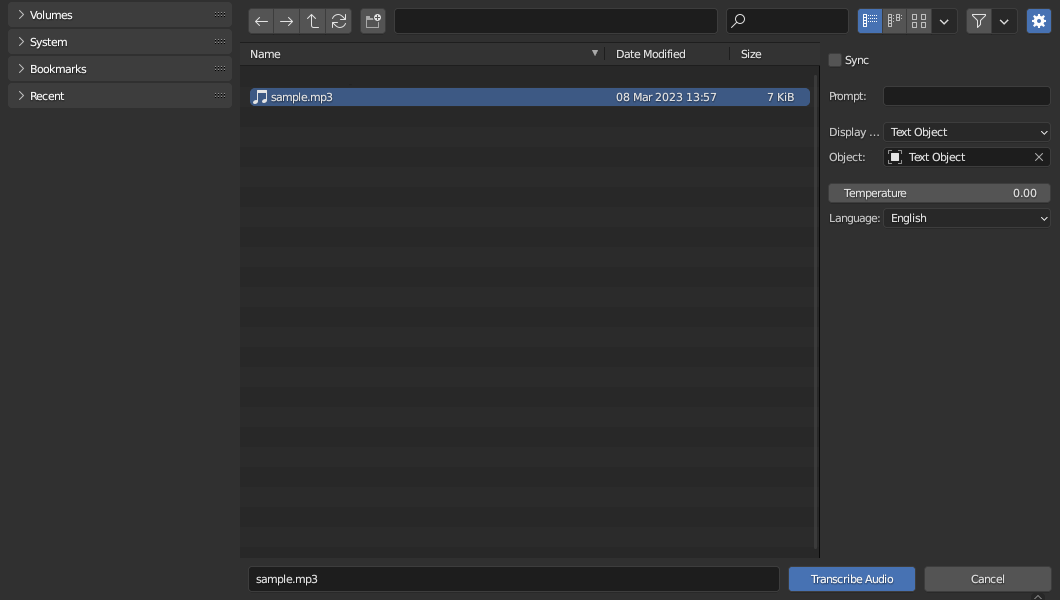 Volumes
System
Bookmarks
Recent
Name Date Modified Size
sample.mp3 08 Mar 2023 13:57 7 KiB
Sync
Prompt:
Display ... Text Object
Object: Text Object
Temperature 0.00
Language: English
sample.mp3 Transcribe Audio Cancel